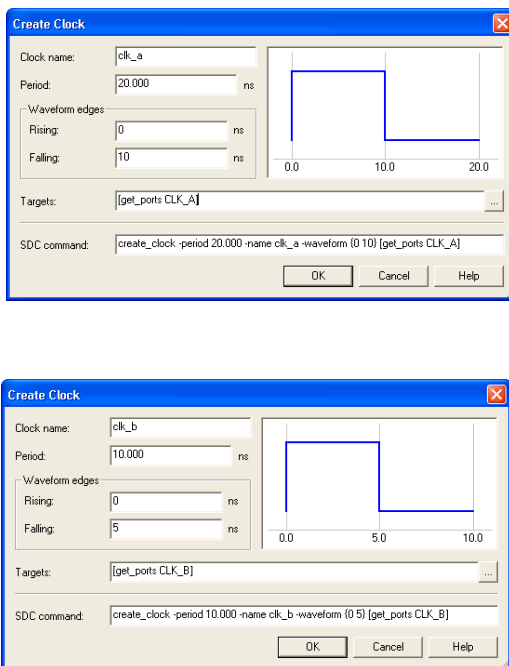 Create Clock
Clock name: clk_a
Period: 20.000 ns
Waveform edges
Rising: 0 ns
Falling: 10 ns
0.0 10.0 20.0
Targets: [get_ports CLK_A] ...
SDC command: create_clock -period 20.000 -name clk_a -waveform {0 10} [get_ports CLK_A]
OK Cancel Help
Create Clock
Clock name: clk_b
Period: 10.000 ns
Waveform edges
Rising: 0 ns
Falling: 5 ns
0.0 5.0 10.0
Targets: [get_ports CLK_B] ...
SDC command: create_clock -period 10.000 -name clk_b -waveform {0 5} [get_ports CLK_B]
OK Cancel Help